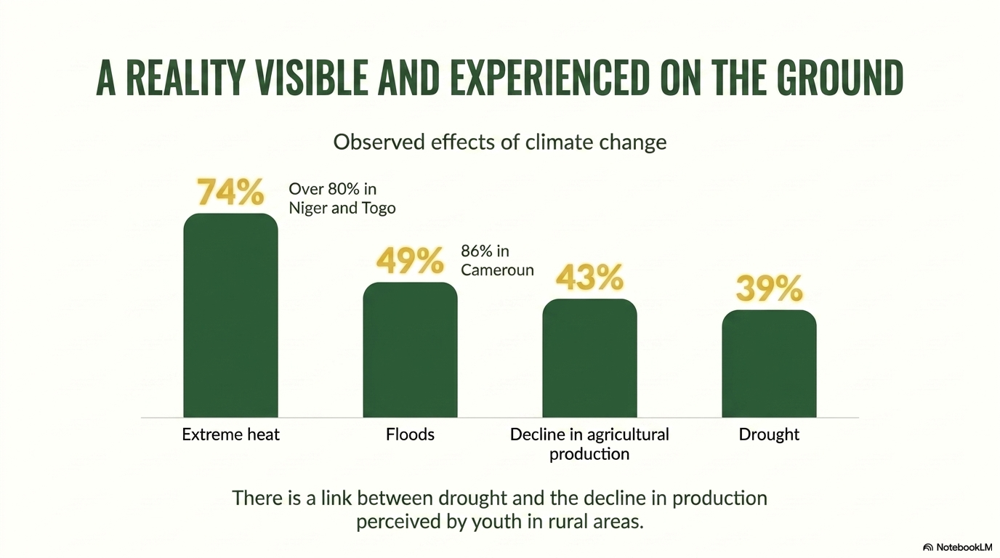 A REALITY VISIBLE AND EXPERIENCED ON THE GROUND
Observed effects of climate change
74%
Over 80% in
Niger and Togo
49%
86% in
Cameroun
43%
39%
Extreme heat
Floods
Decline in agricultural
production
Drought
There is a link between drought and the decline in production
perceived by youth in rural areas.
NotebookLM